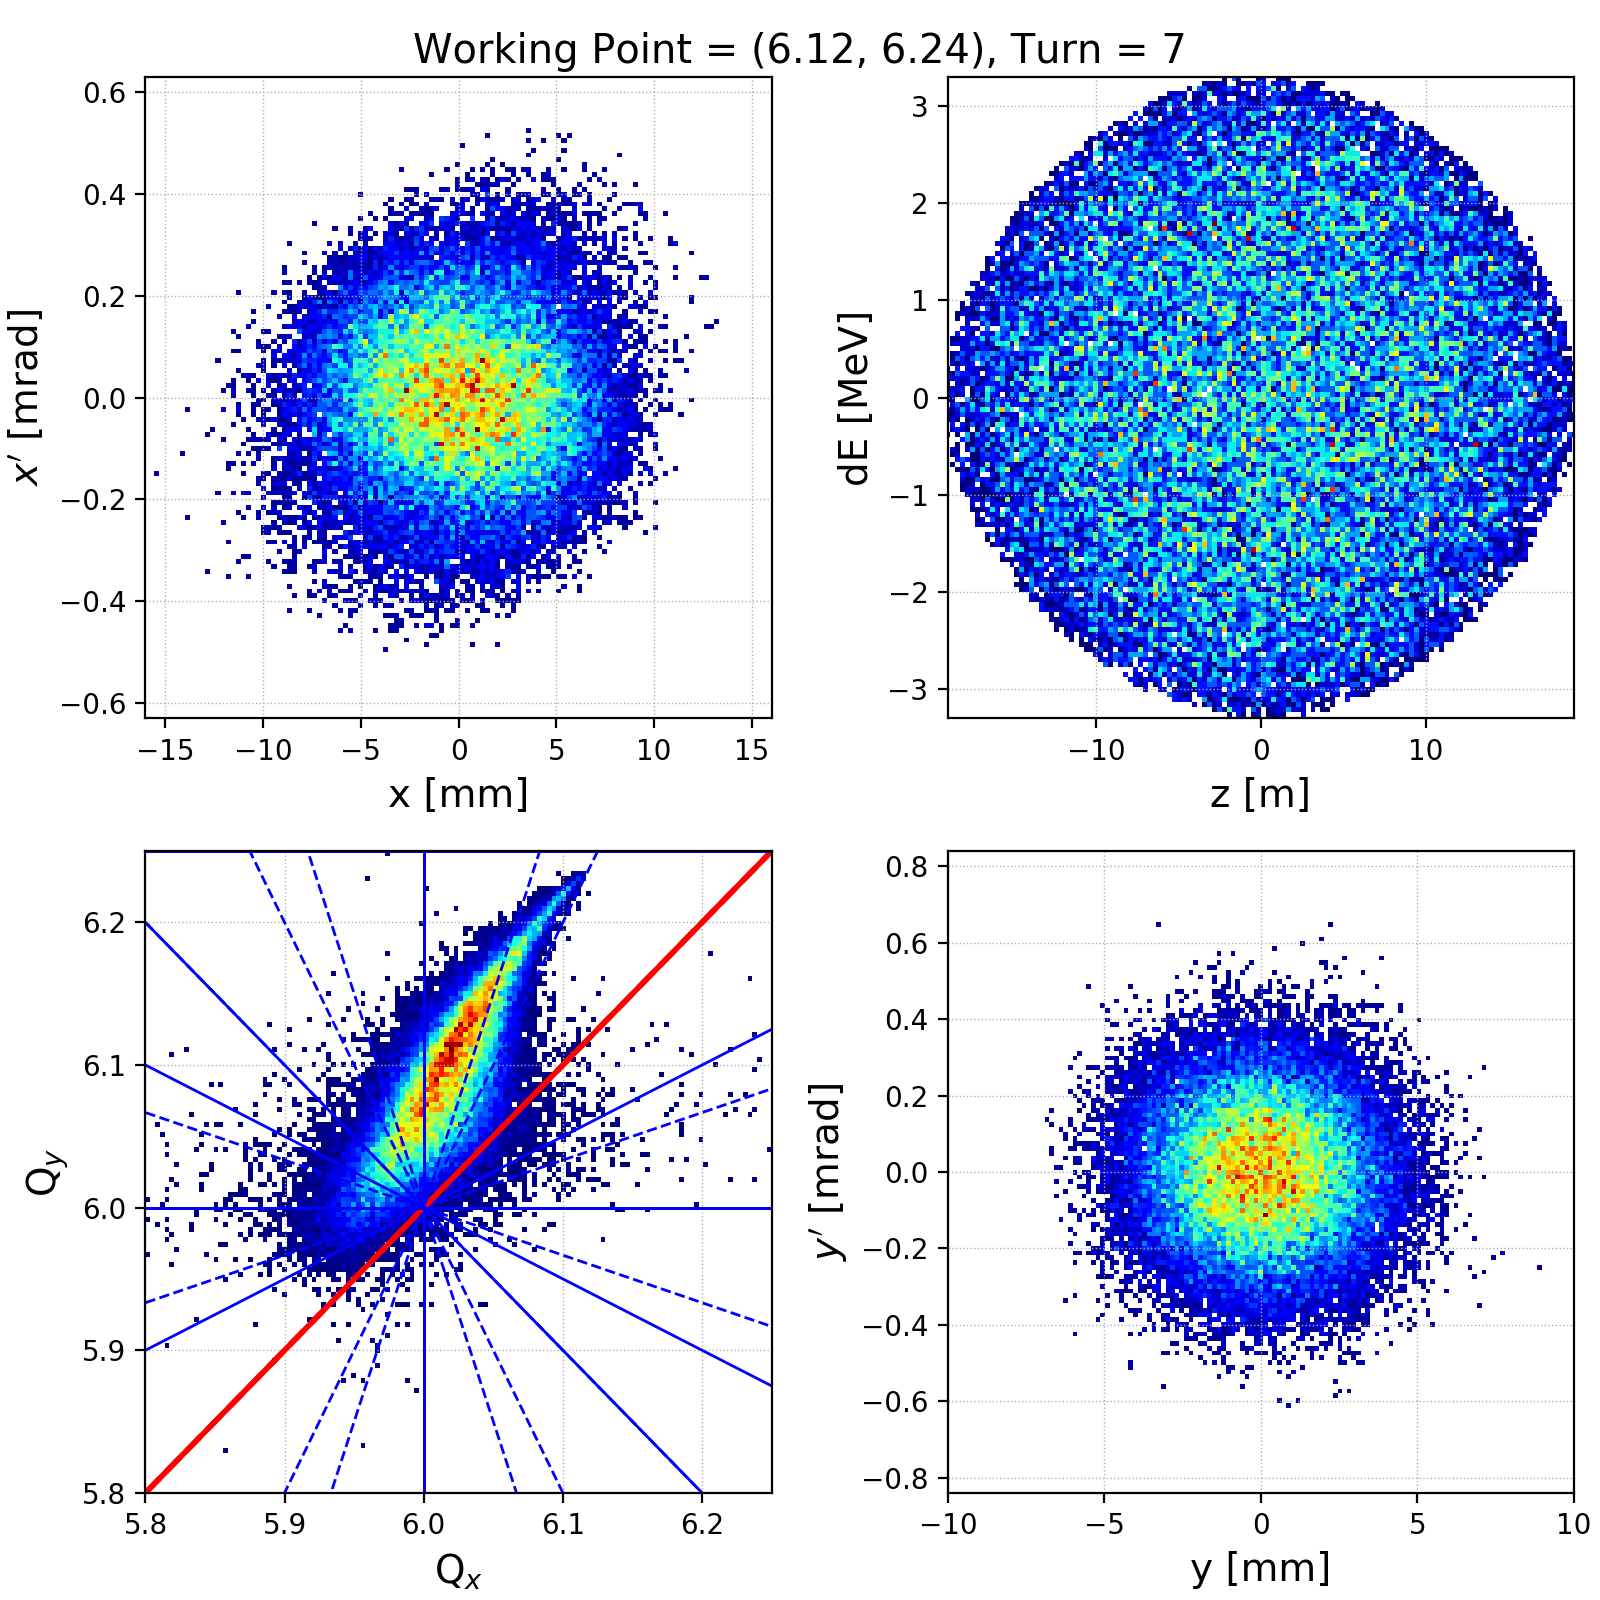 Working Point = (6.12, 6.24), Turn = 7
0.6
0.4
0.2
0.0
−0.2
−0.4
−0.6
x′ [mrad]
−15 −10 −5 0 5 10 15
x [mm]
3
2
1
0
−1
−2
−3
dE [MeV]
−10 0 10
z [m]
6.2
6.1
6.0
5.9
5.8
Qy
5.8 5.9 6.0 6.1 6.2
Qx
0.8
0.6
0.4
0.2
0.0
−0.2
−0.4
−0.6
−0.8
y′ [mrad]
−10 −5 0 5 10
y [mm]